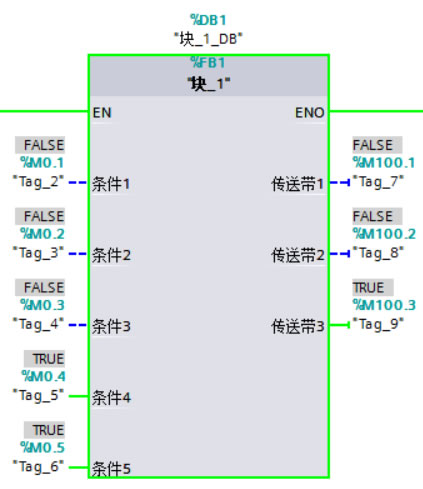 %DB1
"块_1_DB"
%FB1
"块_1"
EN ENO
FALSE FALSE
%M0.1 %M100.1
"Tag_2" 条件1 传送带1 "Tag_7"
FALSE FALSE
%M0.2 %M100.2
"Tag_3" 条件2 传送带2 "Tag_8"
FALSE TRUE
%M0.3 %M100.3
"Tag_4" 条件3 传送带3 "Tag_9"
TRUE
%M0.4
"Tag_5" 条件4
TRUE
%M0.5
"Tag_6" 条件5